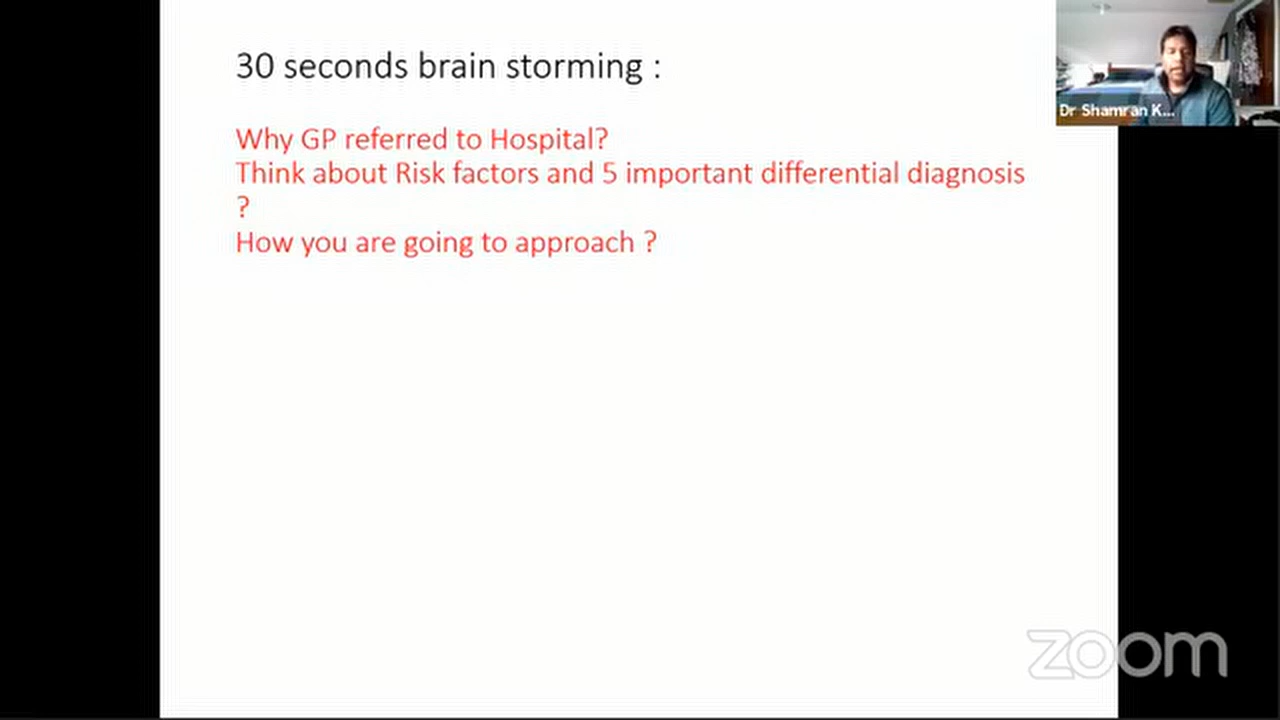 30 seconds brain storming :
Why GP referred to Hospital?
Think about Risk factors and 5 important differential diagnosis
?
How you are going to approach ?
Dr Shamran K...
zoom